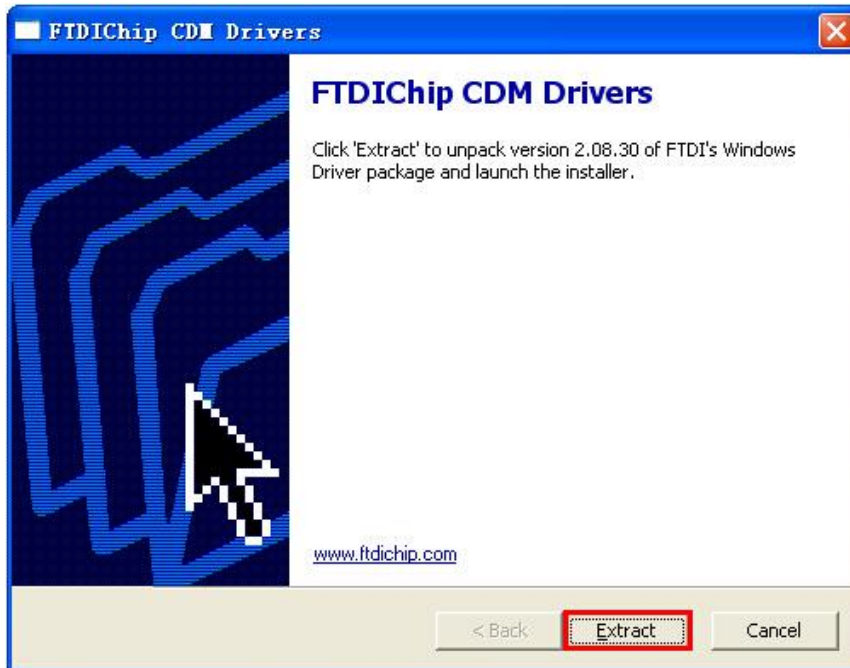 FTDIChip CDM Drivers
FTDIChip CDM Drivers
Click 'Extract' to unpack version 2.08.30 of FTDI's Windows
Driver package and launch the installer.
www.ftdichip.com
< Back
Extract
Cancel